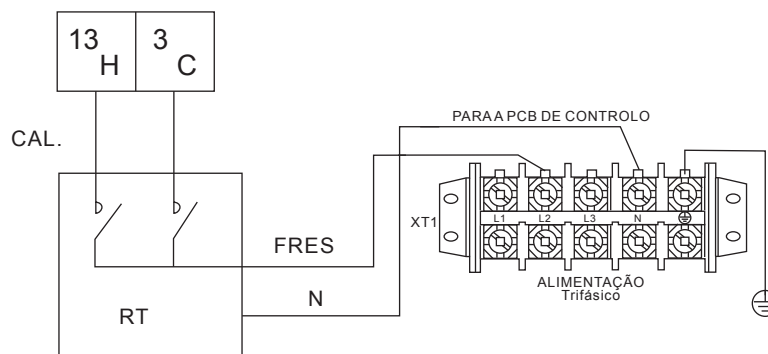 13 H
3 C
CAL.
PARA A PCB DE CONTROLO
XT1
L1 L2 L3 N
FRES
ALIMENTAÇÃO
Trifásico
N
RT